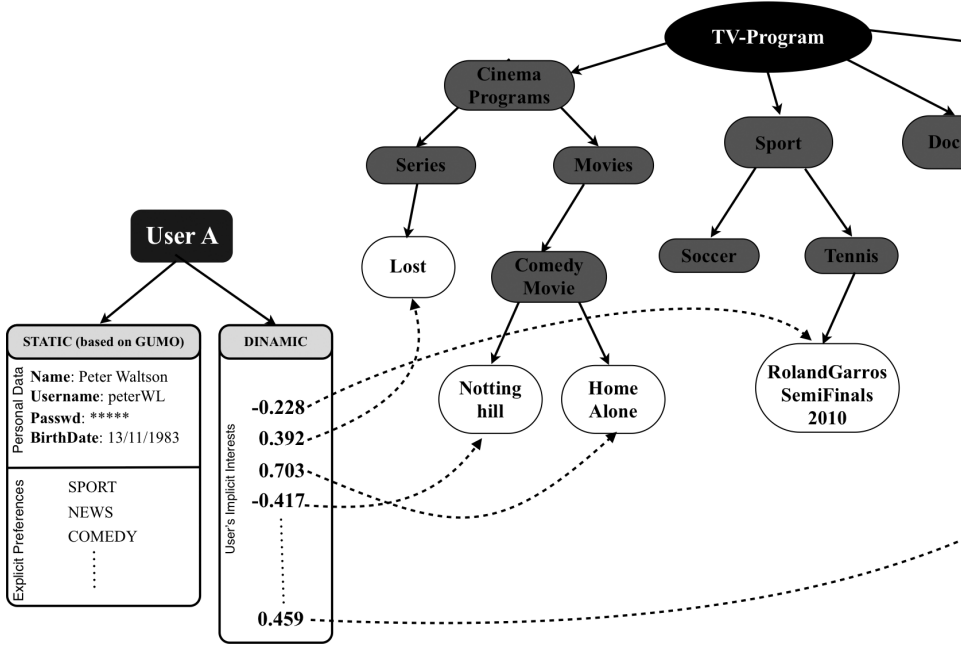 TV-Program
Cinema
Programs
Sport
Doc
Series
Movies
User A
Lost
Comedy
Movie
Soccer
Tennis
STATIC (based on GUMO)
DINAMIC
Personal Data
Name: Peter Waltson
Username: peterWL
Passwd: *****
BirthDate: 13/11/1983
Explicit Preferences
SPORT
NEWS
COMEDY
User's Implicit Interests
-0.228
0.392
0.703
-0.417
0.459
Notting
hill
Home
Alone
RolandGarros
SemiFinals
2010